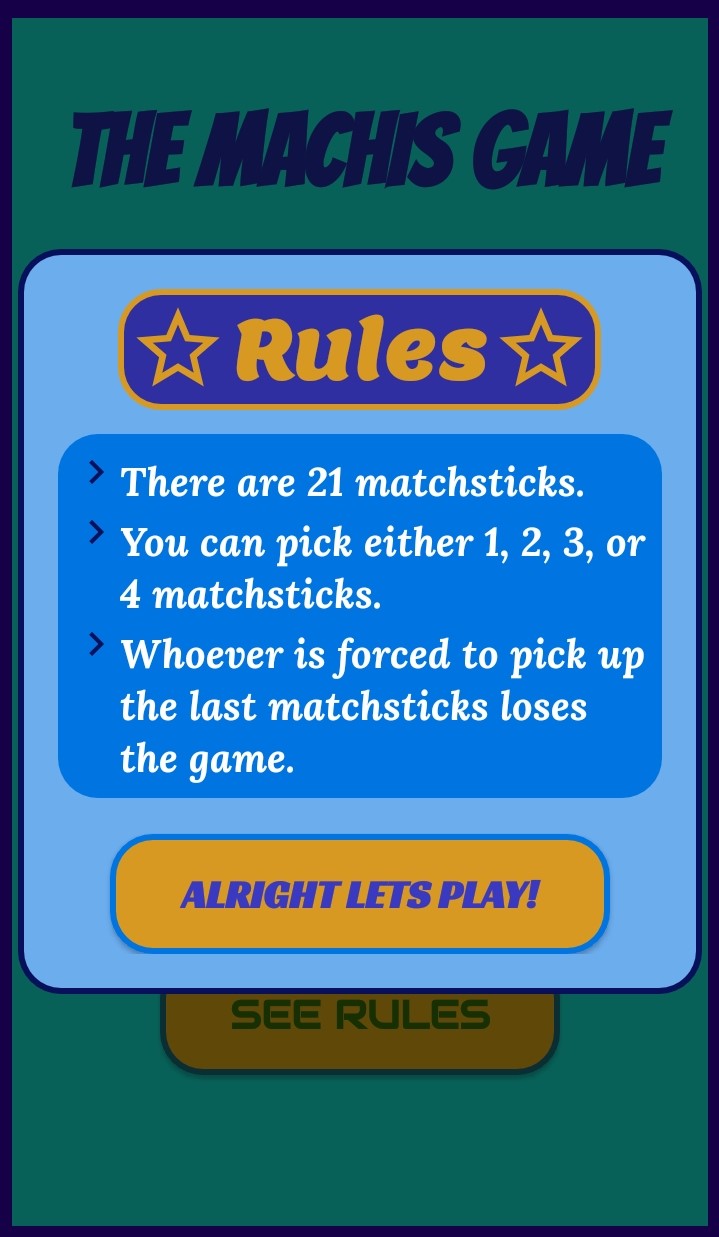 THE MACHIS GAME
Rules
There are 21 matchsticks.
You can pick either 1, 2, 3, or
4 matchsticks.
Whoever is forced to pick up
the last matchsticks loses
the game.
ALRIGHT LETS PLAY!
SEE RULES